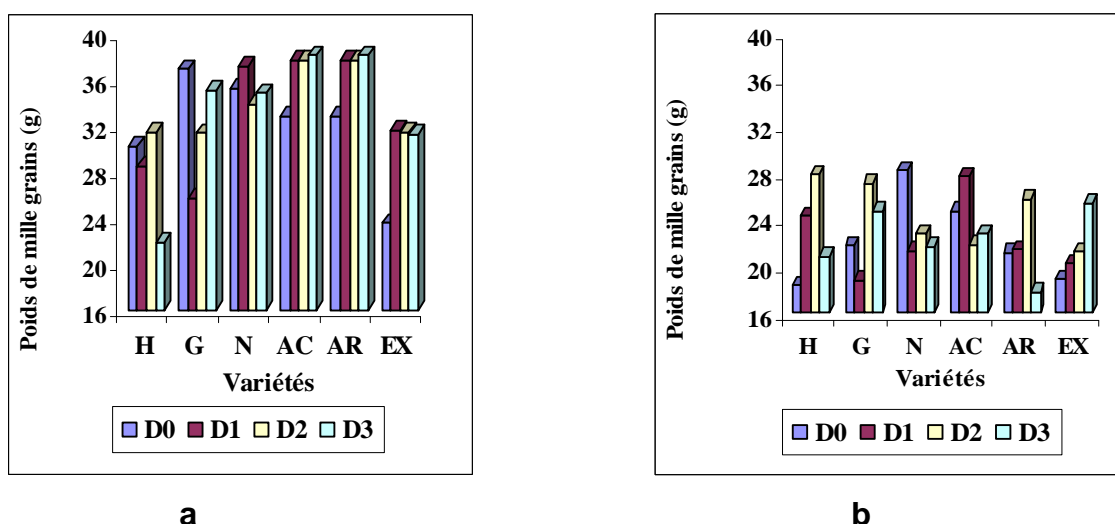 Poids de mille grains (g)
40
36
32
28
24
20
16
H G N AC AR EX
Variétés
D0 D1 D2 D3
a
Poids de mille grains (g)
40
36
32
28
24
20
16
H G N AC AR EX
Variétés
D0 D1 D2 D3
b